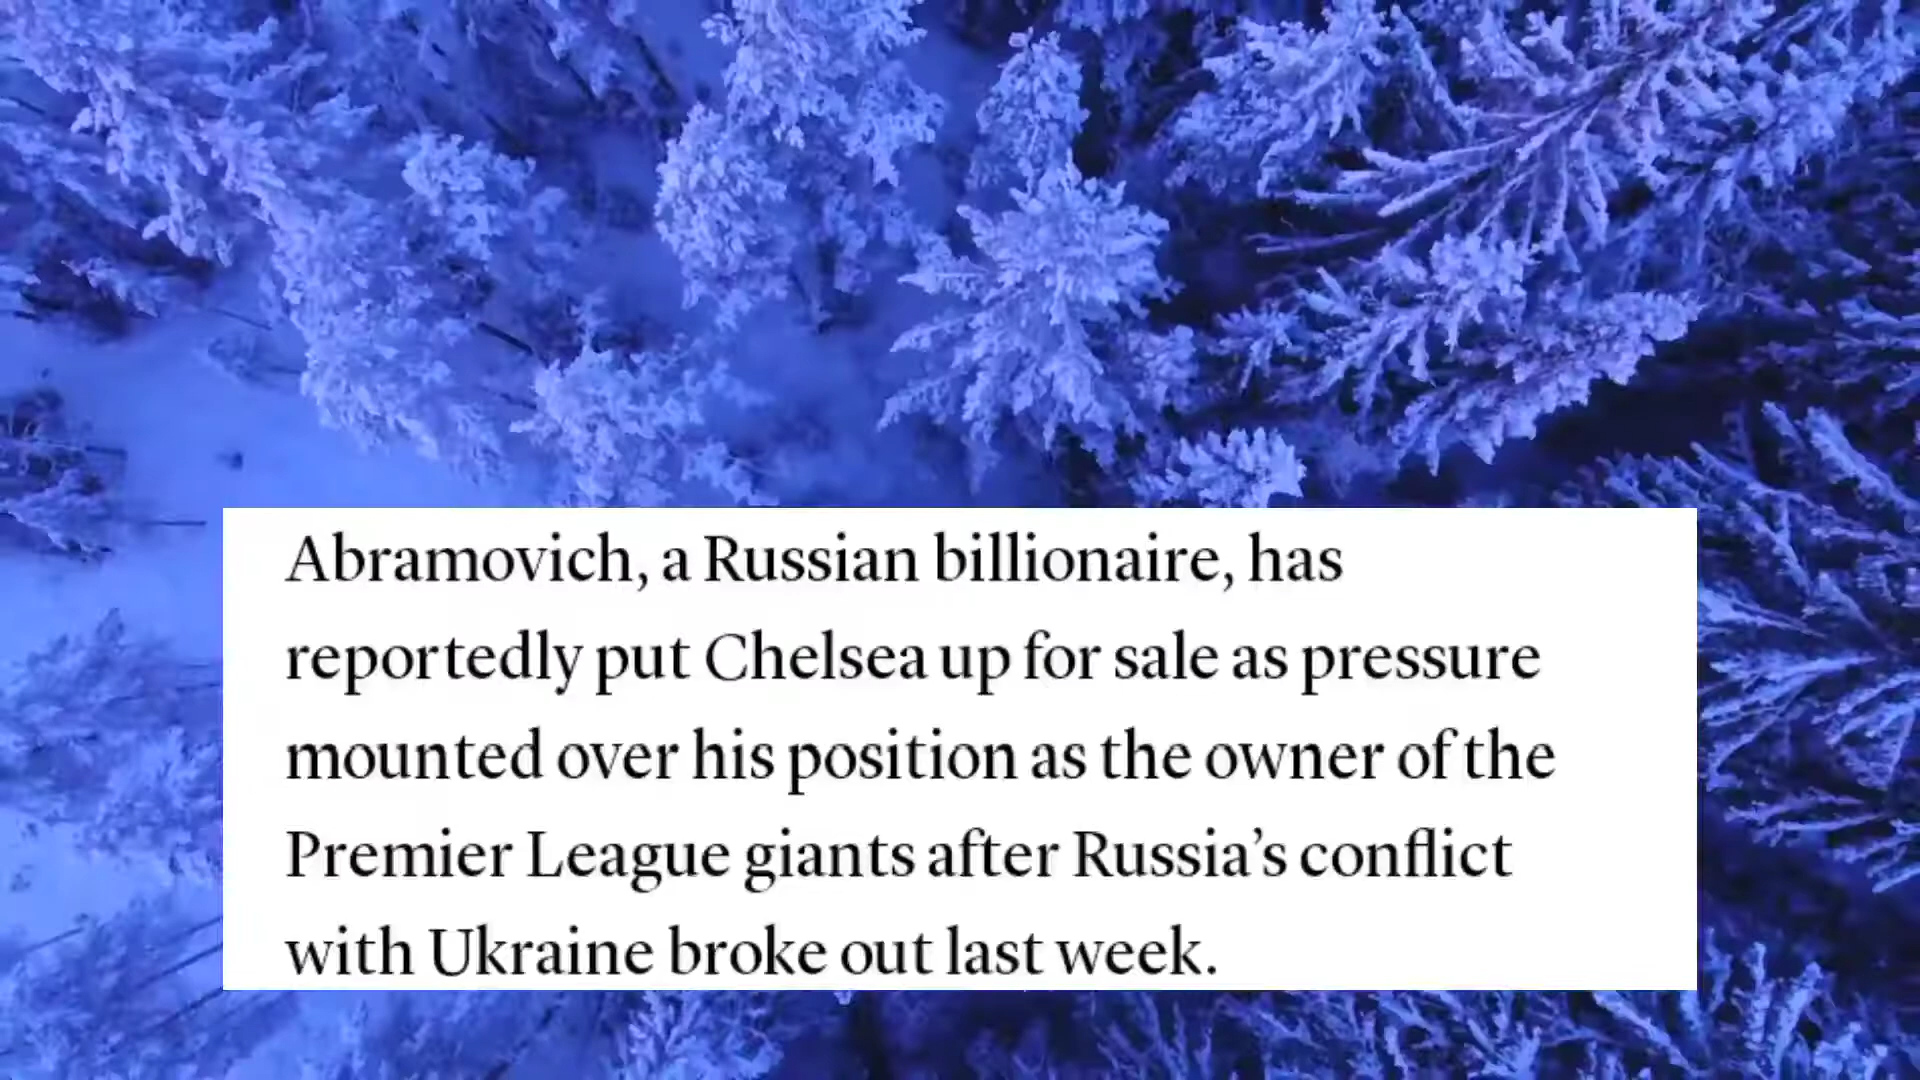 Abramovich, a Russian billionaire, has
reportedly put Chelsea up for sale as pressure
mounted over his position as the owner of the
Premier League giants after Russia’s conflict
with Ukraine broke out last week.